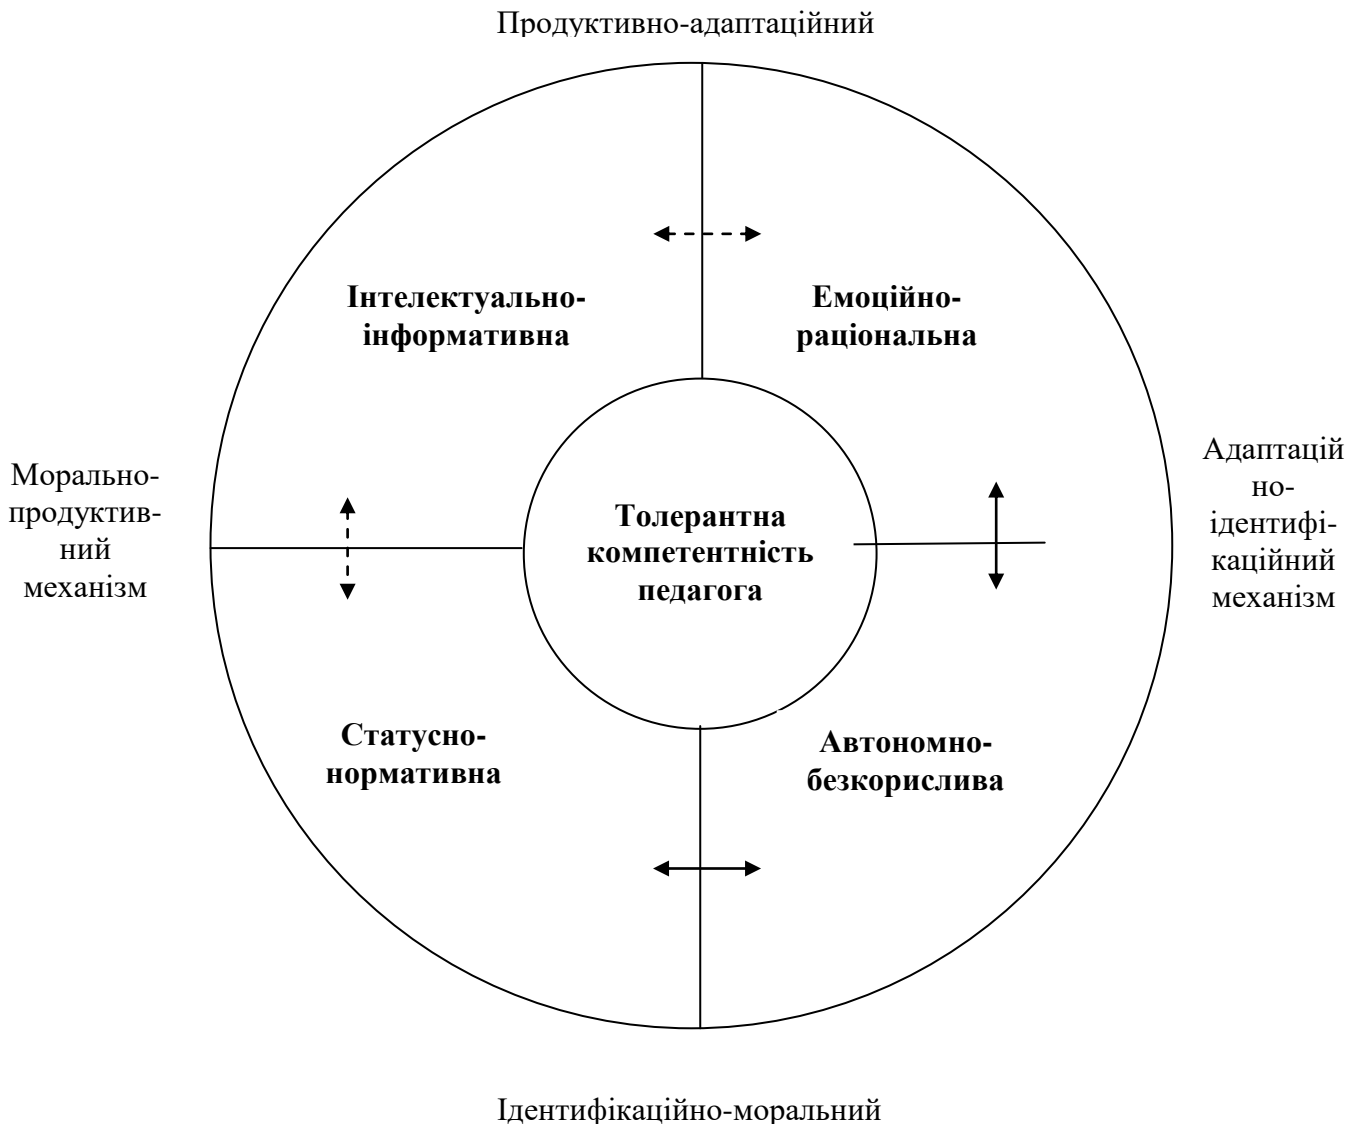 Продуктивно-адаптаційний
Інтелектуально-
інформативна
Емоційно-
раціональна
Морально-
продуктив-
ний
механізм
Толерантна
компетентність
педагога
Адаптацій
но-
ідентифі-
каційний
механізм
Статусно-
нормативна
Автономно-
безкорислива
Ідентифікаційно-моральний